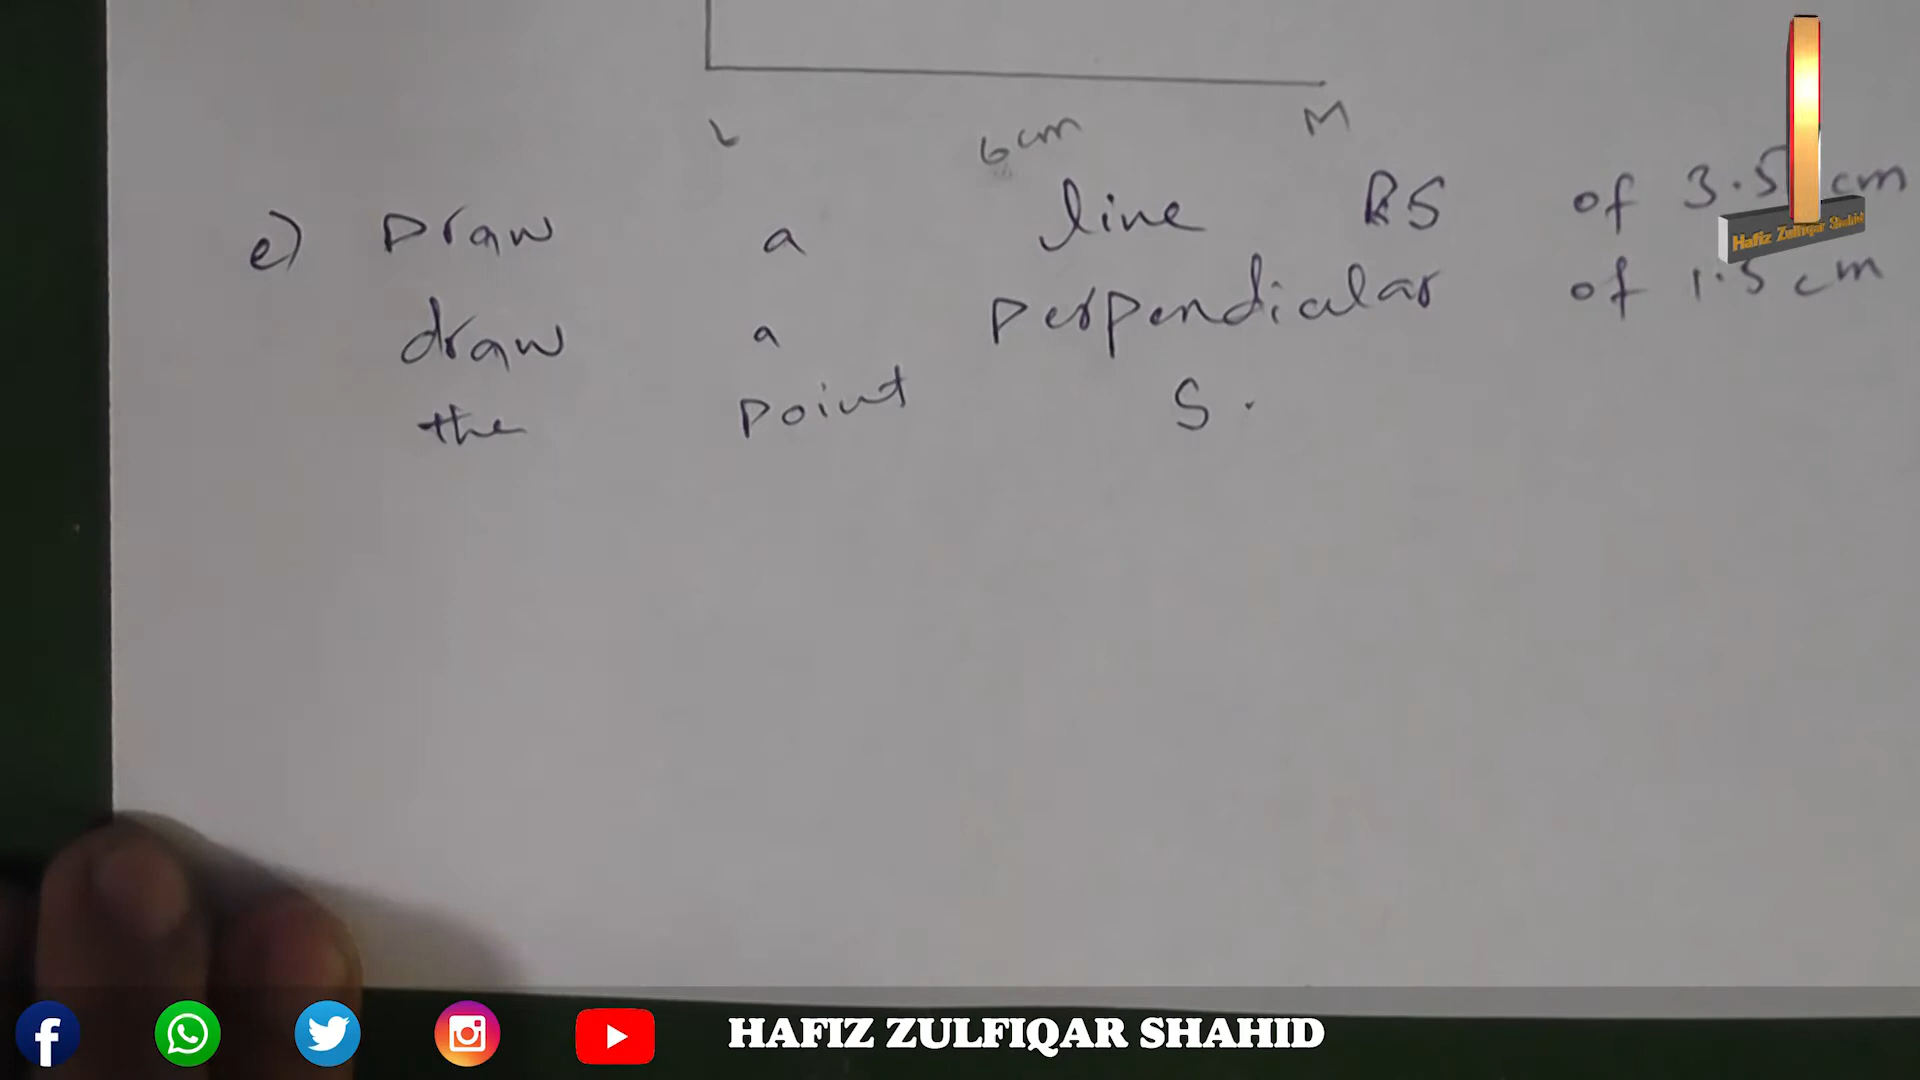 L 6cm M
e) Draw a line RS of 3.5 cm
draw a perpendicular of 1.5 cm
the point S.
Hafiz Zulfiqar Shahid
HAFIZ ZULFIQAR SHAHID